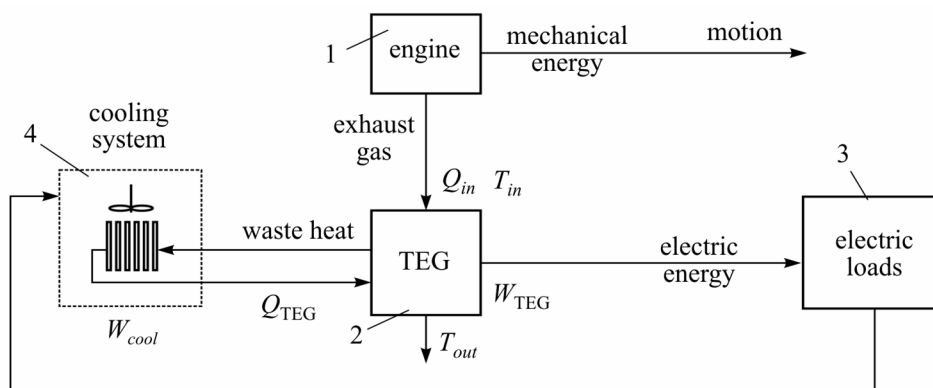 1
engine
mechanical
energy
motion
exhaust
gas
cooling
system
4
3
Q_in T_in
waste heat
TEG
electric
energy
electric
loads
Q_TEG
W_TEG
W_cool
2
T_out